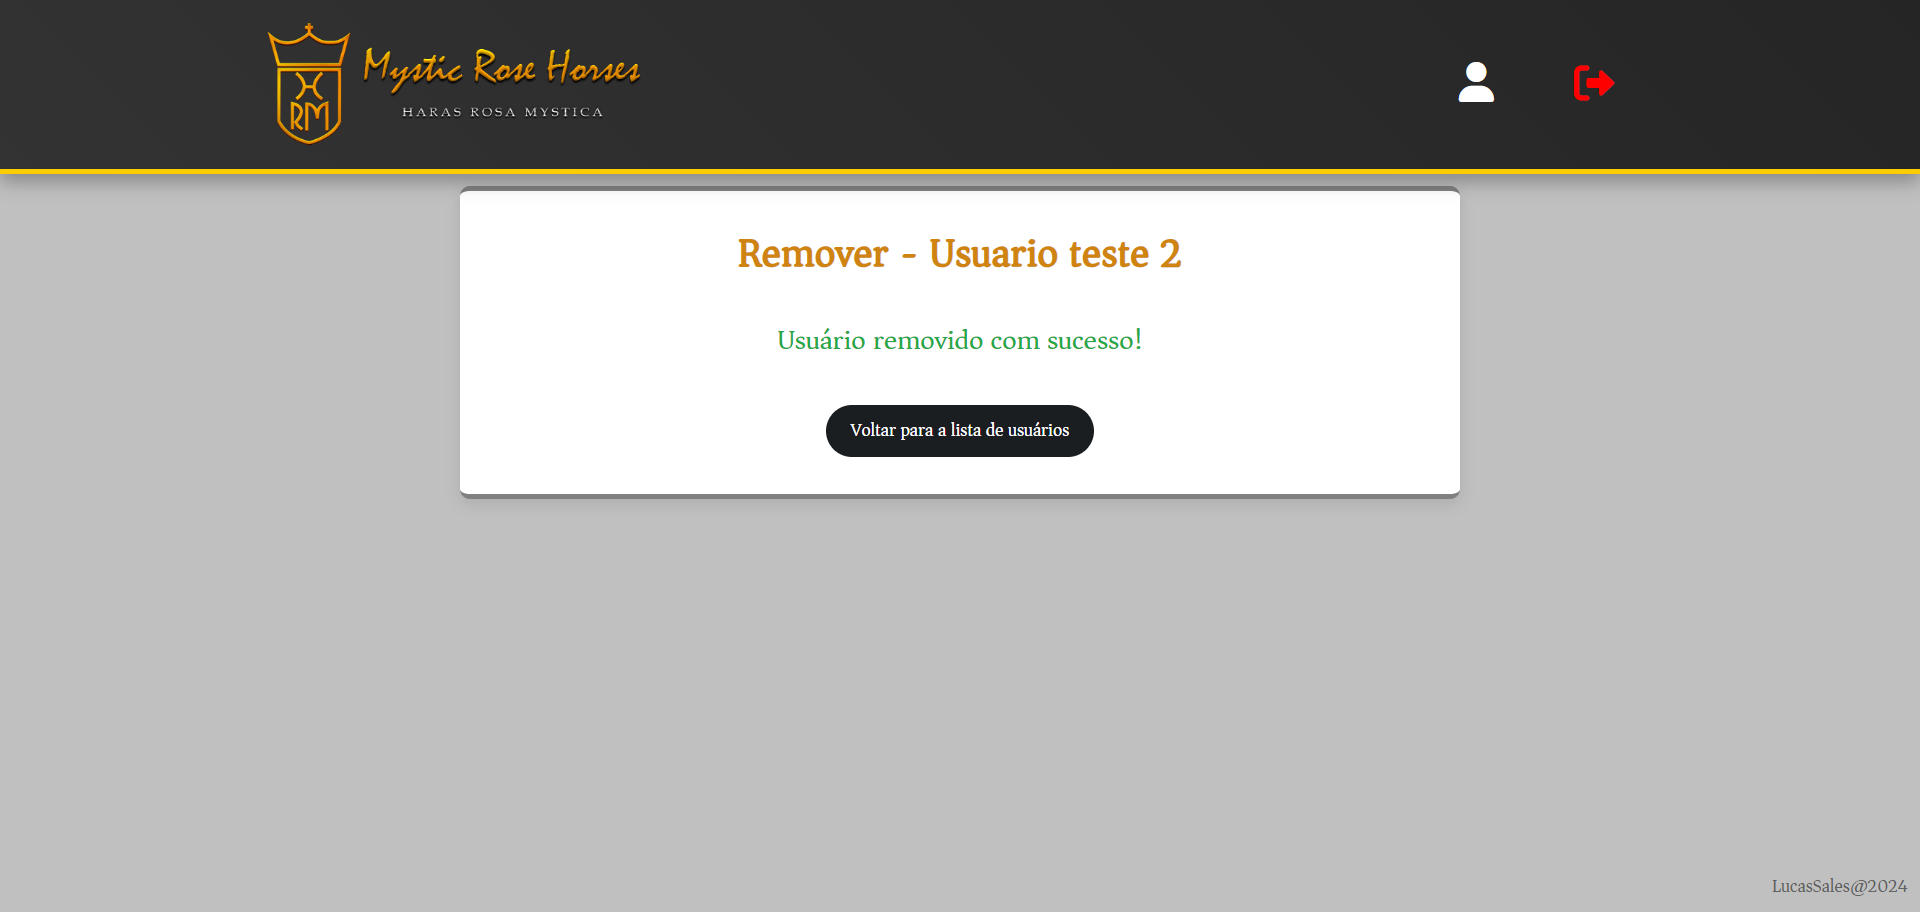 Mystic Rose Horses
HARAS ROSA MYSTICA
RM
Remover - Usuario teste 2
Usuário removido com sucesso!
Voltar para a lista de usuários
LucasSales@2024